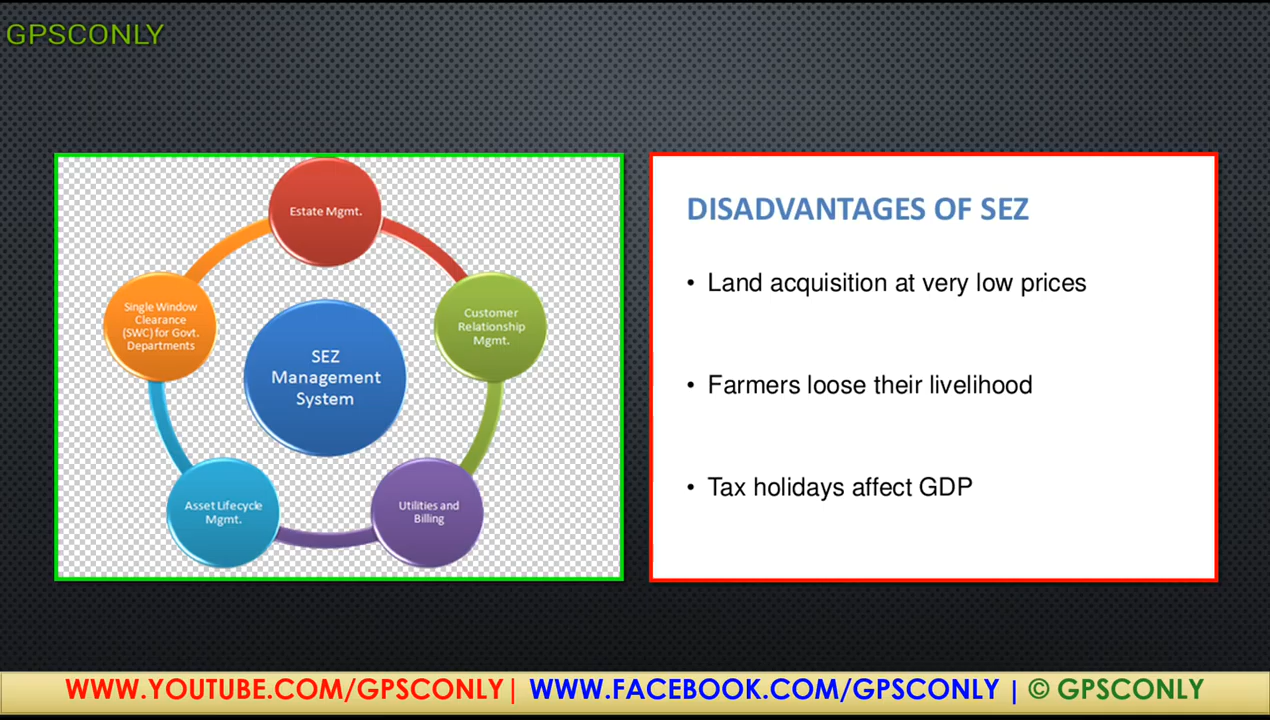 GPSCONLY
Estate Mgmt.
Single Window
Clearance
(SWC) for Govt.
Departments
Customer
Relationship
Mgmt.
SEZ
Management
System
Asset Lifecycle
Mgmt.
Utilities and
Billing
DISADVANTAGES OF SEZ
• Land acquisition at very low prices
• Farmers loose their livelihood
• Tax holidays affect GDP
WWW.YOUTUBE.COM/GPSCONLY | WWW.FACEBOOK.COM/GPSCONLY | © GPSCONLY